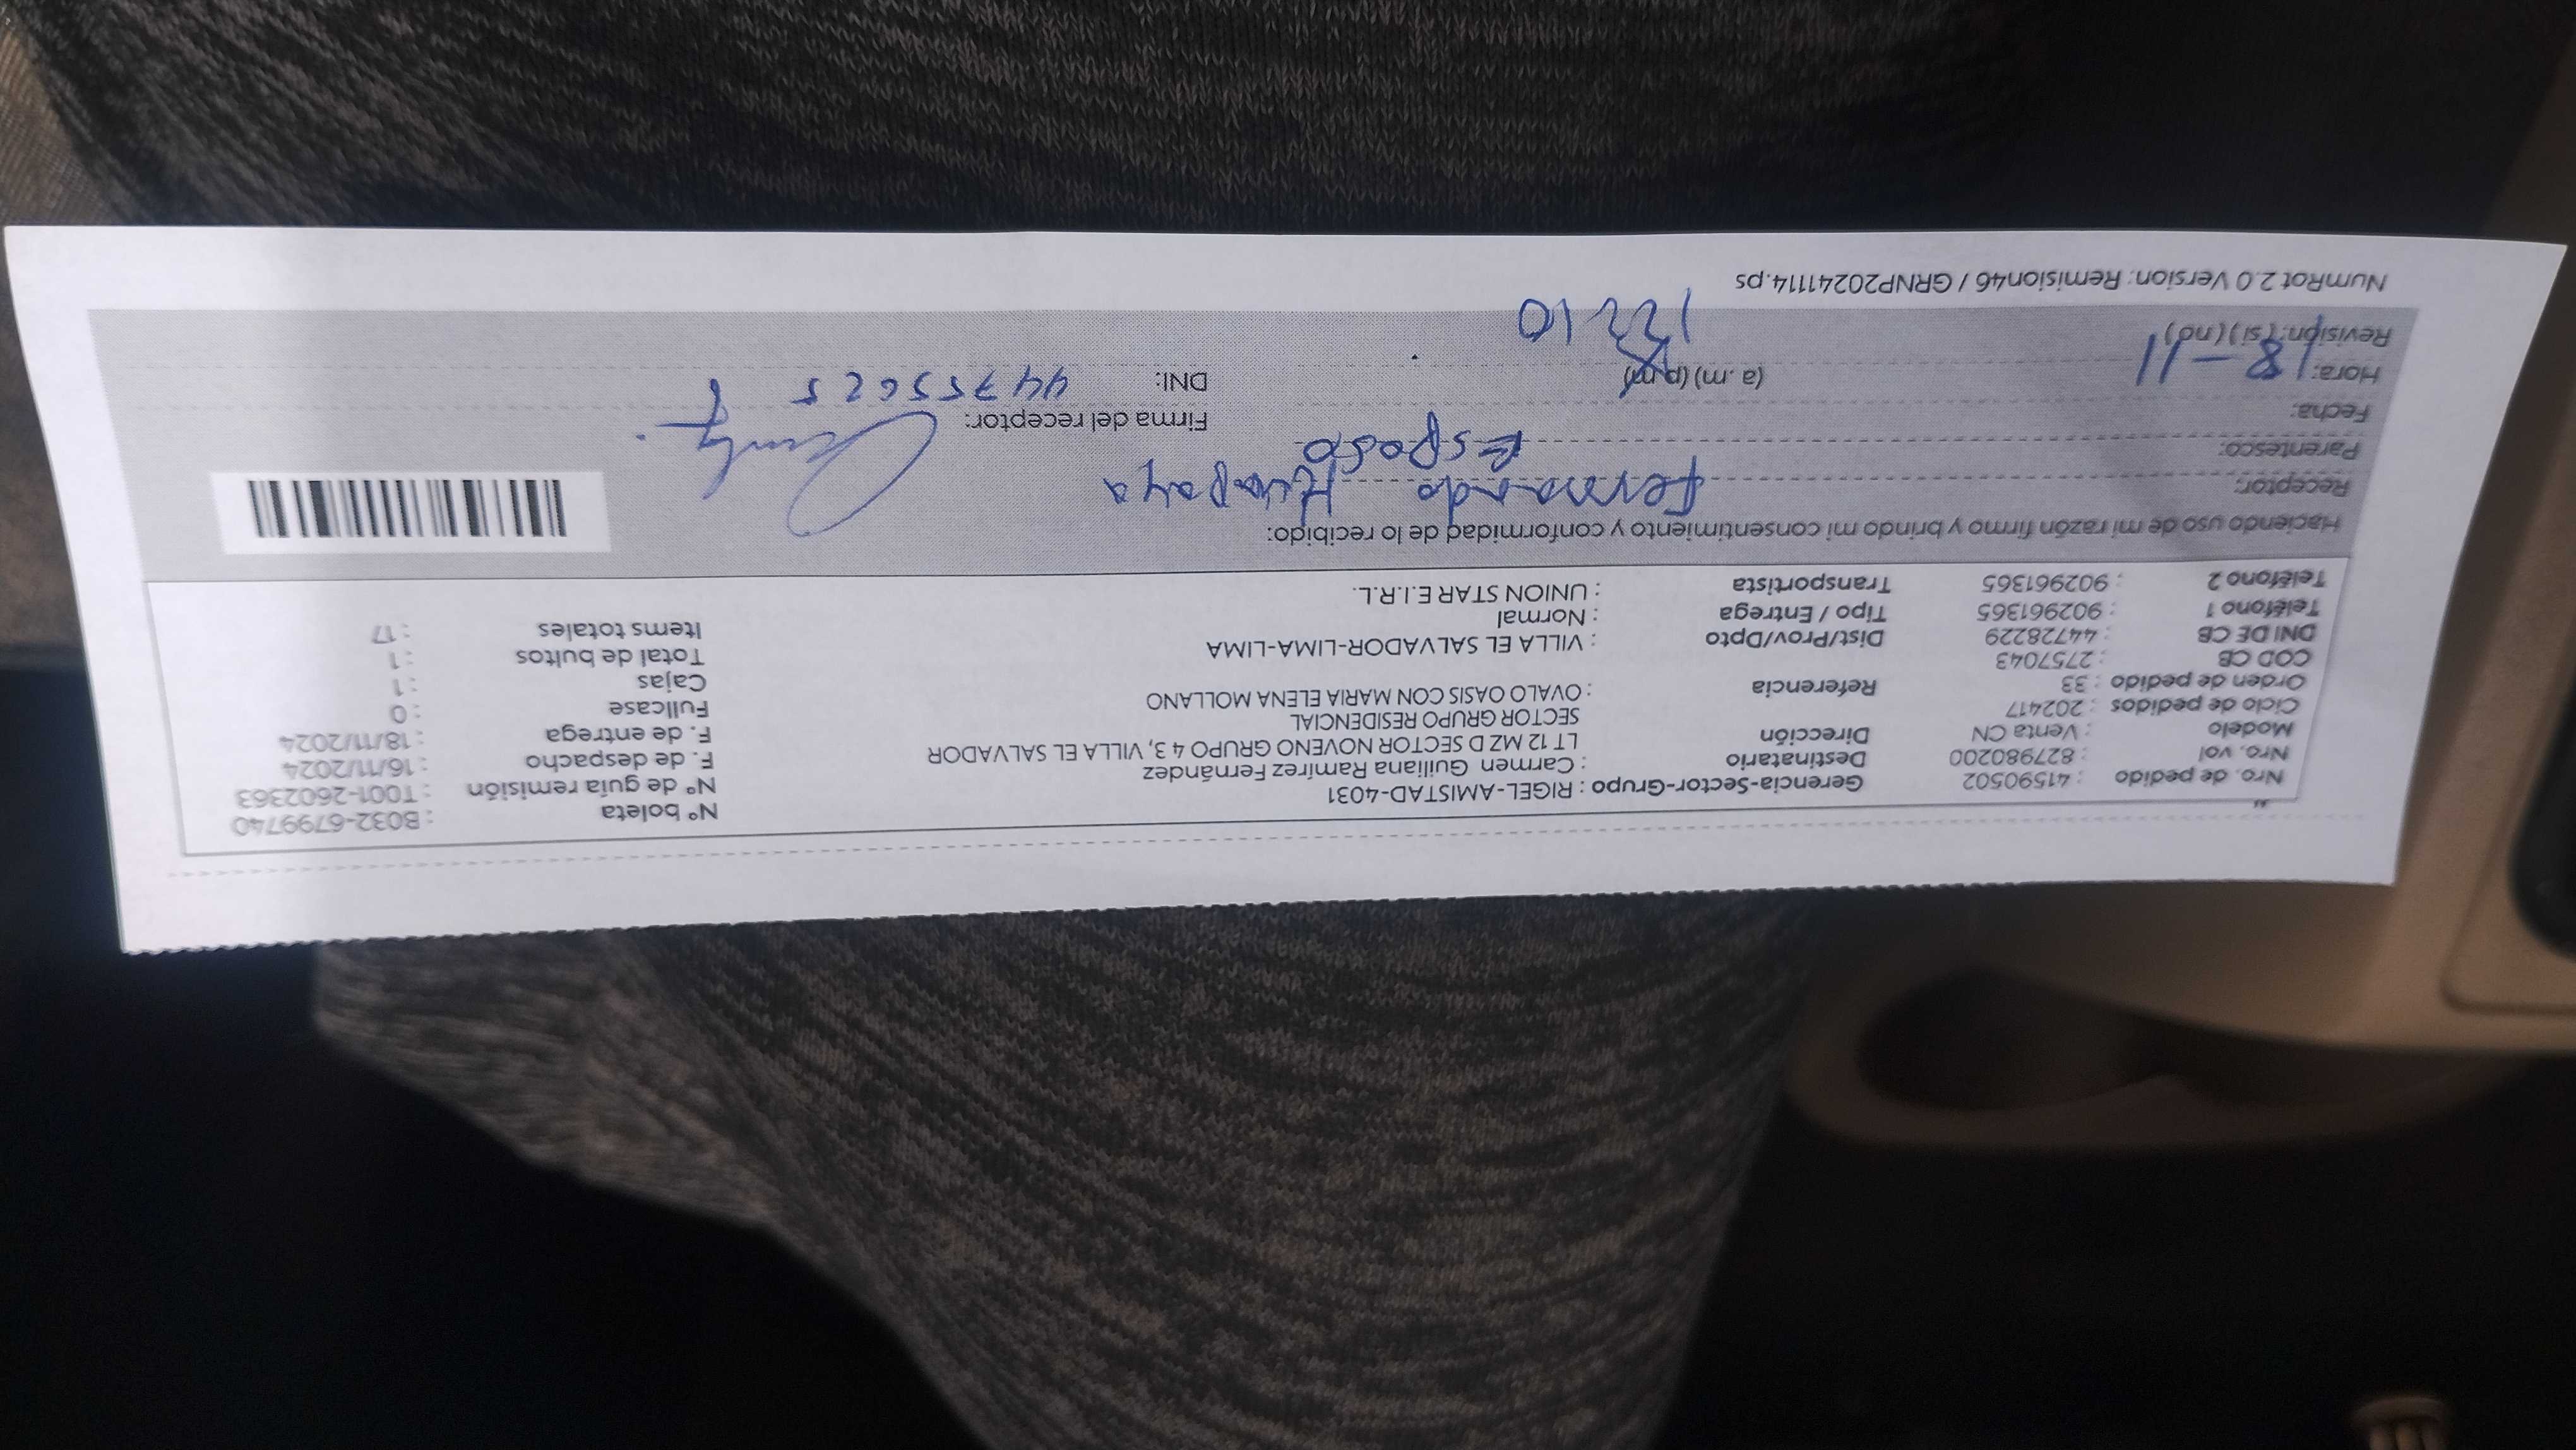 Nro. de pedido : 41590502 Gerencia-Sector-Grupo : RIGEL-AMISTAD-4031 N° boleta : B032-6799740
Nro. vol : 827980200 Destinatario : Carmen Guiliana Ramírez Fernández N° de guía remisión : T001-2602363
Modelo : Venta CN Dirección LT 12 MZ D SECTOR NOVENO GRUPO 4 3, VILLA EL SALVADOR F. de despacho : 16/11/2024
Ciclo de pedidos : 202417 SECTOR GRUPO RESIDENCIAL F. de entrega : 18/11/2024
Orden de pedido : 33 Referencia : OVALO OASIS CON MARIA ELENA MOLLANO Fullcase : 0
COD CB : 2757043 Cajas : 1
DNI DE CB : 44728229 Dist/Prov/Dpto : VILLA EL SALVADOR-LIMA-LIMA Total de bultos : 1
Teléfono 1 : 902961365 Tipo / Entrega : Normal Items totales : 17
Teléfono 2 : 902961365 Transportista : UNION STAR E.I.R.L.
Haciendo uso de mi razón firmo y brindo mi consentimiento y conformidad de lo recibido:
Receptor: Fernando Huapaya
Parentesco: Esposo
Fecha: Firma del receptor:
Hora: 18-11 (a.m) (p.m) DNI: 44755625
Revisión: (si) (no) 12:10
NumRot 2.0 Version: Remision46 / GRNP20241114.ps